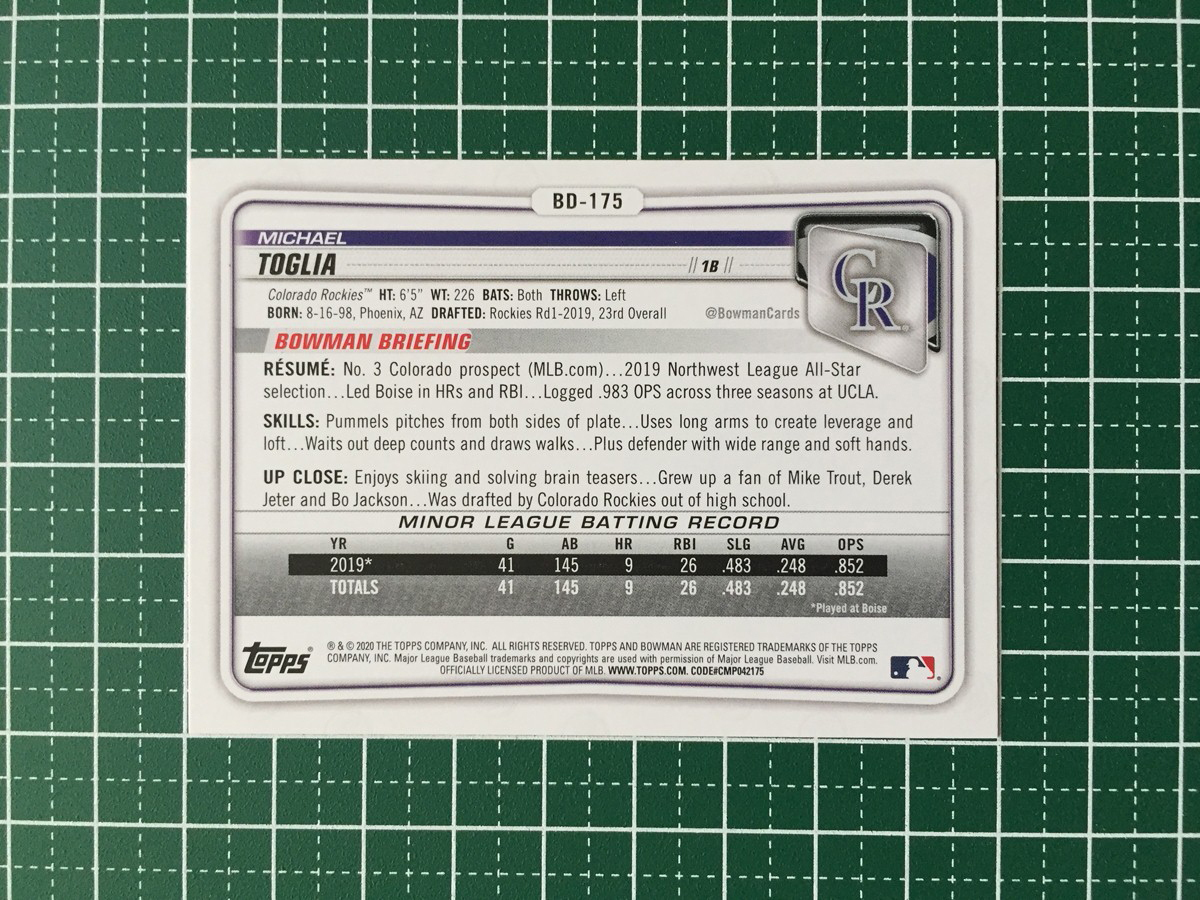 BD-175
MICHAEL
TOGLIA // 1B //
CR
Colorado Rockies™ HT: 6'5" WT: 226 BATS: Both THROWS: Left
BORN: 8-16-98, Phoenix, AZ DRAFTED: Rockies Rd1-2019, 23rd Overall @BowmanCards
BOWMAN BRIEFING
RÉSUMÉ: No. 3 Colorado prospect (MLB.com)...2019 Northwest League All-Star
selection...Led Boise in HRs and RBI...Logged .983 OPS across three seasons at UCLA.
SKILLS: Pummels pitches from both sides of plate...Uses long arms to create leverage and
loft...Waits out deep counts and draws walks...Plus defender with wide range and soft hands.
UP CLOSE: Enjoys skiing and solving brain teasers...Grew up a fan of Mike Trout, Derek
Jeter and Bo Jackson...Was drafted by Colorado Rockies out of high school.
MINOR LEAGUE BATTING RECORD
YR G AB HR RBI SLG AVG OPS
2019* 41 145 9 26 .483 .248 .852
TOTALS 41 145 9 26 .483 .248 .852
*Played at Boise
topps® ® & © 2020 THE TOPPS COMPANY, INC. ALL RIGHTS RESERVED. TOPPS AND BOWMAN ARE REGISTERED TRADEMARKS OF THE TOPPS
COMPANY, INC. Major League Baseball trademarks and copyrights are used with permission of Major League Baseball. Visit MLB.com.
OFFICIALLY LICENSED PRODUCT OF MLB. WWW.TOPPS.COM. CODE#CMP042175